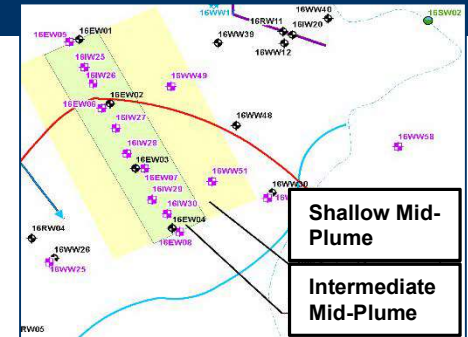 16WW1
16WW40
16SW02
16RW11
16IW20
16EW01
16EW05
16WW39
16WW12
16IW25
16IW26
16WW49
16EW02
16EW06
16IW27
16WW48
16IW28
16WW58
16EW03
16EW07
16WW51
16IW29
16IW30
16EW04
16EW08
16RW04
16WW26
16WW25
RW05
Shallow Mid-
Plume
Intermediate
Mid-Plume